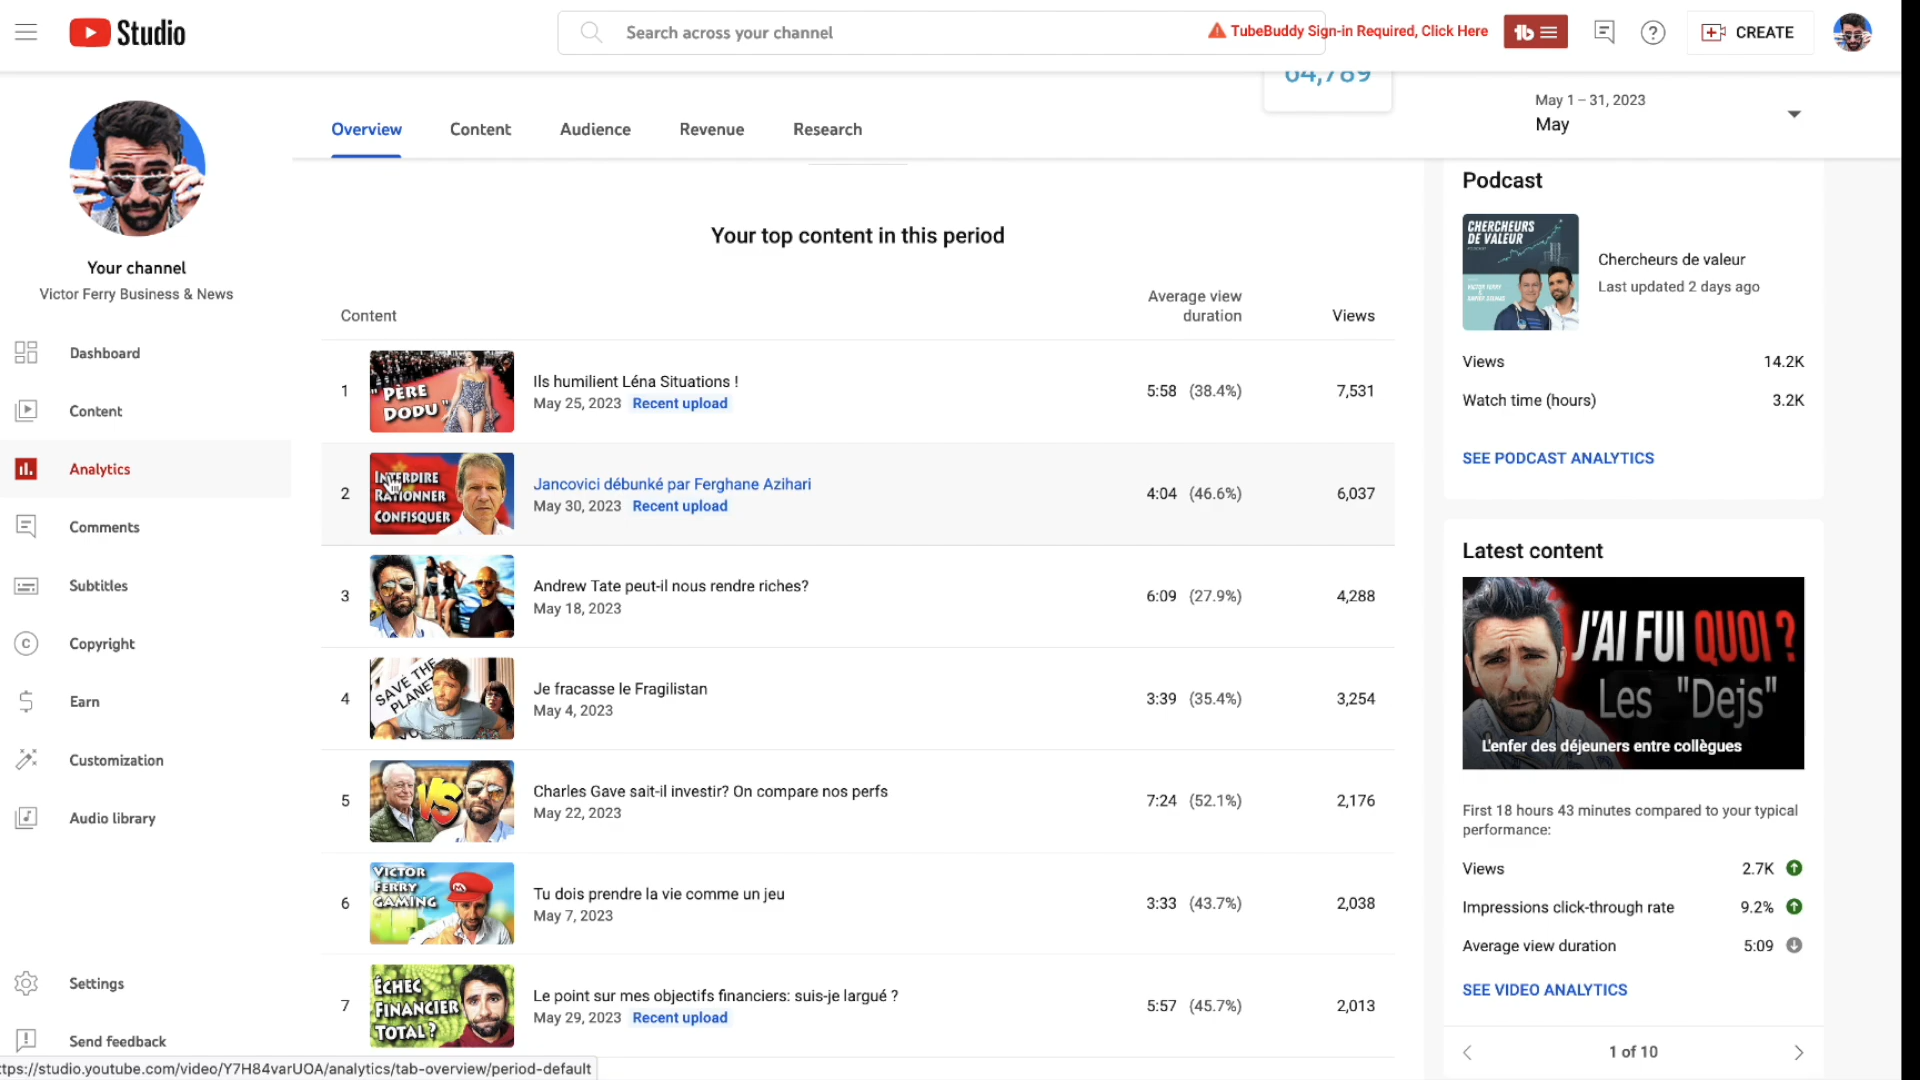 Studio
Search across your channel
TubeBuddy Sign-in Required, Click Here
CREATE
64,789
May 1 – 31, 2023
May
Overview
Content
Audience
Revenue
Research
Your channel
Victor Ferry Business & News
Dashboard
Content
Analytics
Comments
Subtitles
Copyright
Earn
Customization
Audio library
Settings
Send feedback
Your top content in this period
Content
Average view
duration
Views
1
"PÈRE
DODU"
Ils humilient Léna Situations !
May 25, 2023 Recent upload
5:58 (38.4%)
7,531
2
INTERDIRE
RATIONNER
CONFISQUER
Jancovici débunké par Ferghane Azihari
May 30, 2023 Recent upload
4:04 (46.6%)
6,037
3
Andrew Tate peut-il nous rendre riches?
May 18, 2023
6:09 (27.9%)
4,288
4
SAVE THE
PLANET
Je fracasse le Fragilistan
May 4, 2023
3:39 (35.4%)
3,254
5
VS
Charles Gave sait-il investir? On compare nos perfs
May 22, 2023
7:24 (52.1%)
2,176
6
VICTOR
FERRY
GAMING
Tu dois prendre la vie comme un jeu
May 7, 2023
3:33 (43.7%)
2,038
7
ÉCHEC
FINANCIER
TOTAL?
Le point sur mes objectifs financiers: suis-je largué ?
May 29, 2023 Recent upload
5:57 (45.7%)
2,013
Podcast
CHERCHEURS
DE VALEUR
Chercheurs de valeur
Last updated 2 days ago
Views 14.2K
Watch time (hours) 3.2K
SEE PODCAST ANALYTICS
Latest content
J'AI FUI QUOI ?
Les "Dejs"
L'enfer des déjeuners entre collègues
First 18 hours 43 minutes compared to your typical
performance:
Views 2.7K
Impressions click-through rate 9.2%
Average view duration 5:09
SEE VIDEO ANALYTICS
1 of 10
tps://studio.youtube.com/video/Y7H84varUOA/analytics/tab-overview/period-default